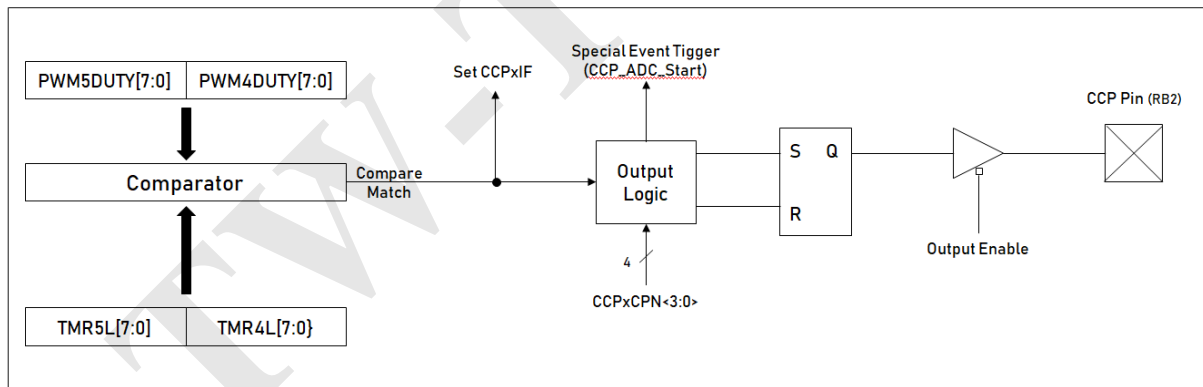 PWM5DUTY[7:0] PWM4DUTY[7:0]
Comparator
Compare
Match
TMR5L[7:0] TMR4L[7:0}
Set CCPxIF
Special Event Tigger
(CCP_ADC_Start)
Output
Logic
4
CCPxCPN<3:0>
S Q
R
Output Enable
CCP Pin (RB2)
TW-T